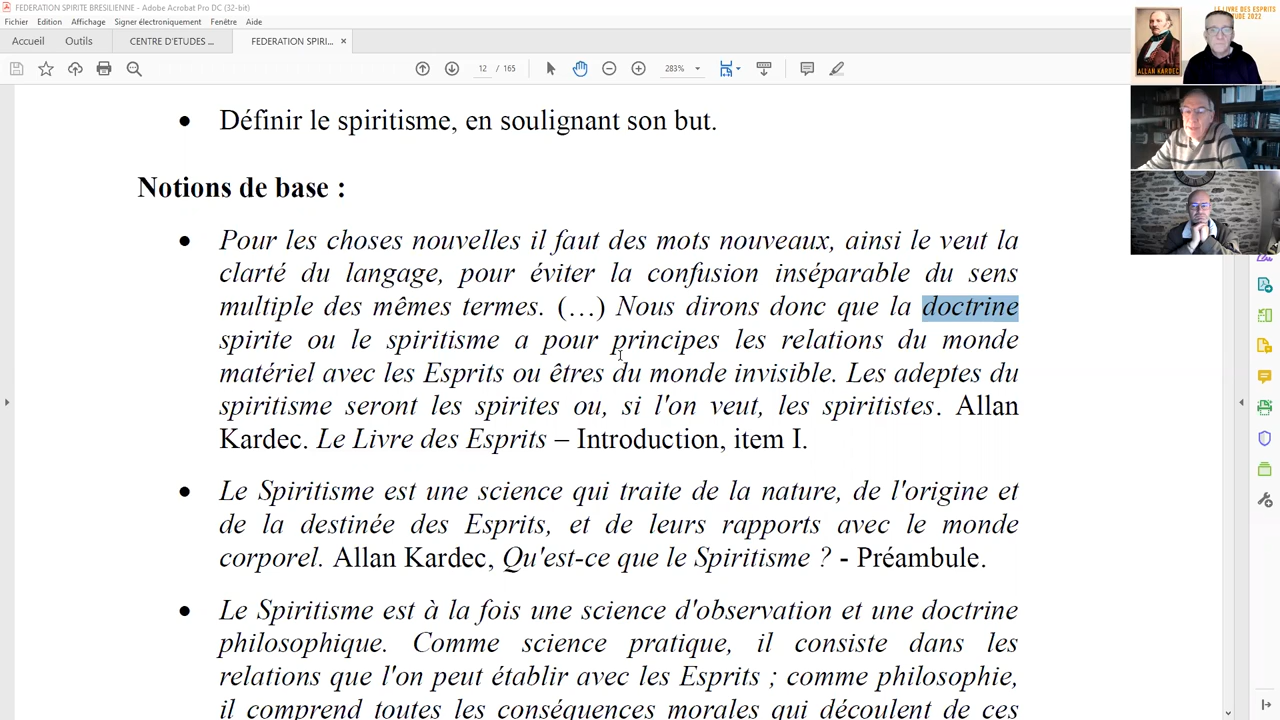 FEDERATION SPIRITE BRESILIENNE - Adobe Acrobat Pro DC (32-bit)
Fichier Edition Affichage Signer électroniquement Fenêtre Aide
Accueil Outils CENTRE D'ETUDES ... FEDERATION SPIRI... ×
12 / 165 283%
LE LIVRE DES ESPRITS
ETUDE 2022
ALLAN KARDEC
• Définir le spiritisme, en soulignant son but.
Notions de base :
• Pour les choses nouvelles il faut des mots nouveaux, ainsi le veut la
clarté du langage, pour éviter la confusion inséparable du sens
multiple des mêmes termes. (…) Nous dirons donc que la doctrine
spirite ou le spiritisme a pour principes les relations du monde
matériel avec les Esprits ou êtres du monde invisible. Les adeptes du
spiritisme seront les spirites ou, si l'on veut, les spiritistes. Allan
Kardec. Le Livre des Esprits – Introduction, item I.
• Le Spiritisme est une science qui traite de la nature, de l'origine et
de la destinée des Esprits, et de leurs rapports avec le monde
corporel. Allan Kardec, Qu'est-ce que le Spiritisme ? - Préambule.
• Le Spiritisme est à la fois une science d'observation et une doctrine
philosophique. Comme science pratique, il consiste dans les
relations que l'on peut établir avec les Esprits ; comme philosophie,
il comprend toutes les conséquences morales qui découlent de ces